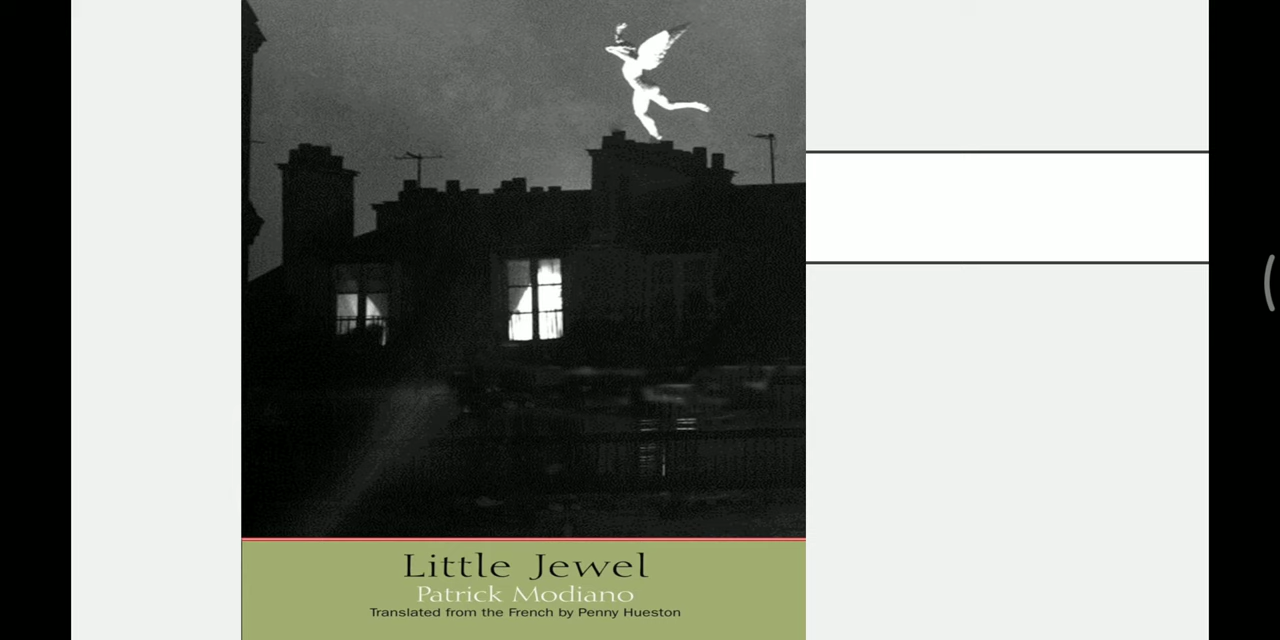 Little Jewel
Patrick Modiano
Translated from the French by Penny Hueston